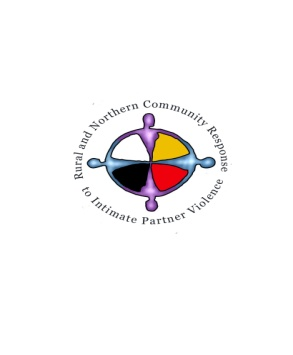 Rural and Northern Community Response
to Intimate Partner Violence